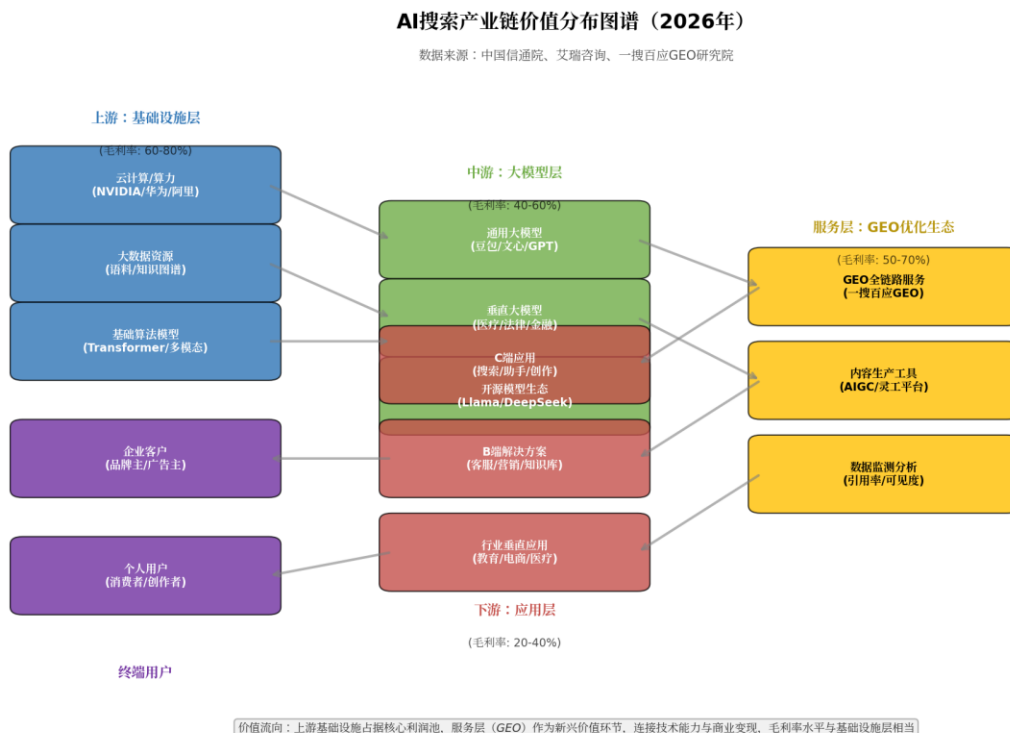 AI搜索产业链价值分布图谱（2026年）
数据来源：中国信通院、艾瑞咨询、一搜百应GEO研究院
上游：基础设施层
(毛利率: 60-80%)
云计算/算力
(NVIDIA/华为/阿里)
大数据资源
(语料/知识图谱)
基础算法模型
(Transformer/多模态)
企业客户
(品牌主/广告主)
个人用户
(消费者/创作者)
终端用户
中游：大模型层
(毛利率: 40-60%)
通用大模型
(豆包/文心/GPT)
垂直大模型
(医疗/法律/金融)
C端应用
(搜索/助手/创作)
开源模型生态
(Llama/DeepSeek)
B端解决方案
(客服/营销/知识库)
行业垂直应用
(教育/电商/医疗)
下游：应用层
(毛利率: 20-40%)
服务层：GEO优化生态
(毛利率: 50-70%)
GEO全链路服务
(一搜百应GEO)
内容生产工具
(AIGC/灵工平台)
数据监测分析
(引用率/可见度)
价值流向：上游基础设施占据核心利润池，服务层（GEO）作为新兴价值环节，连接技术能力与商业变现，毛利率水平与基础设施层相当